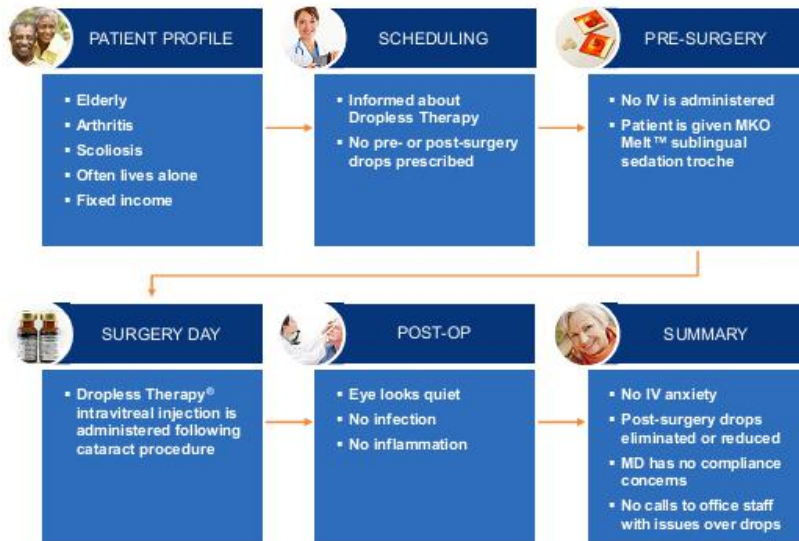 PATIENT PROFILE
▪ Elderly
▪ Arthritis
▪ Scoliosis
▪ Often lives alone
▪ Fixed income
SCHEDULING
▪ Informed about
Dropless Therapy
▪ No pre- or post-surgery
drops prescribed
PRE-SURGERY
▪ No IV is administered
▪ Patient is given MKO
Melt™ sublingual
sedation troche
SURGERY DAY
▪ Dropless Therapy®
intravitreal injection is
administered following
cataract procedure
POST-OP
▪ Eye looks quiet
▪ No infection
▪ No inflammation
SUMMARY
▪ No IV anxiety
▪ Post-surgery drops
eliminated or reduced
▪ MD has no compliance
concerns
▪ No calls to office staff
with issues over drops